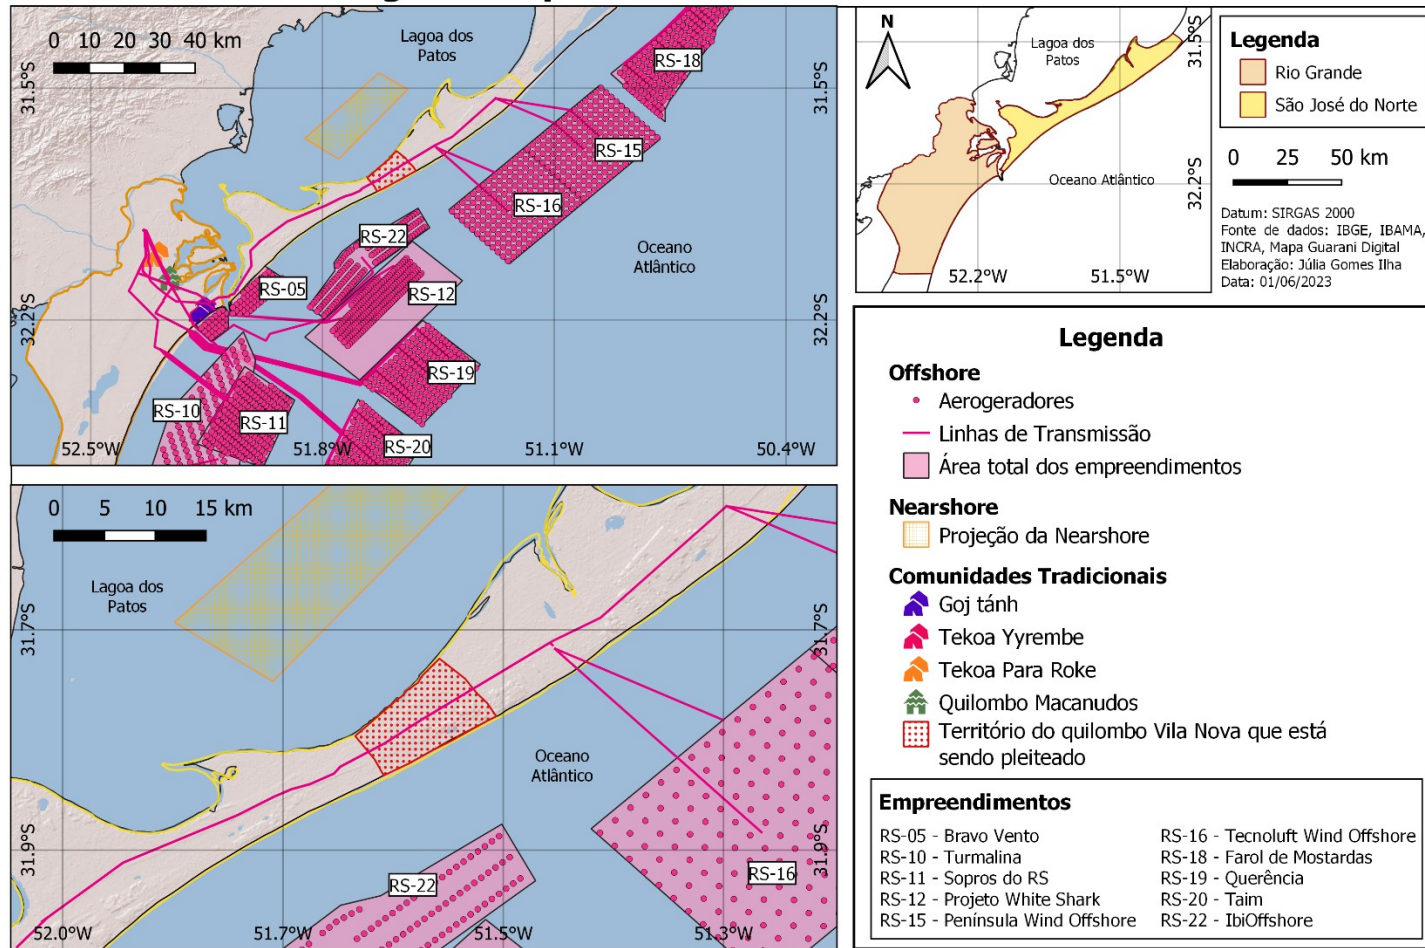 0 10 20 30 40 km
Lagoa dos
Patos
RS-18
31.5°S
RS-15
RS-16
RS-22
Oceano
Atlântico
RS-05
RS-12
32.2°S
32.2°S
RS-19
RS-10
RS-11
RS-20
52.5°W
51.8°W
51.1°W
50.4°W
N
Lagoa dos
Patos
31.5°S
Oceano Atlântico
32.2°S
52.2°W
51.5°W
Legenda
Rio Grande
São José do Norte
0 25 50 km
Datum: SIRGAS 2000
Fonte de dados: IBGE, IBAMA,
INCRA, Mapa Guarani Digital
Elaboração: Júlia Gomes Ilha
Data: 01/06/2023
0 5 10 15 km
Lagoa dos
Patos
31.7°S
31.7°S
Oceano
Atlântico
31.9°S
31.9°S
RS-22
RS-16
52.0°W
51.7°W
51.5°W
51.3°W
Legenda
Offshore
Aerogeradores
Linhas de Transmissão
Área total dos empreendimentos
Nearshore
Projeção da Nearshore
Comunidades Tradicionais
Goj tánh
Tekoa Yyrembe
Tekoa Para Roke
Quilombo Macanudos
Território do quilombo Vila Nova que está
sendo pleiteado
Empreendimentos
RS-05 - Bravo Vento
RS-10 - Turmalina
RS-11 - Sopros do RS
RS-12 - Projeto White Shark
RS-15 - Península Wind Offshore
RS-16 - Tecnoluft Wind Offshore
RS-18 - Farol de Mostardas
RS-19 - Querência
RS-20 - Taim
RS-22 - IbiOffshore